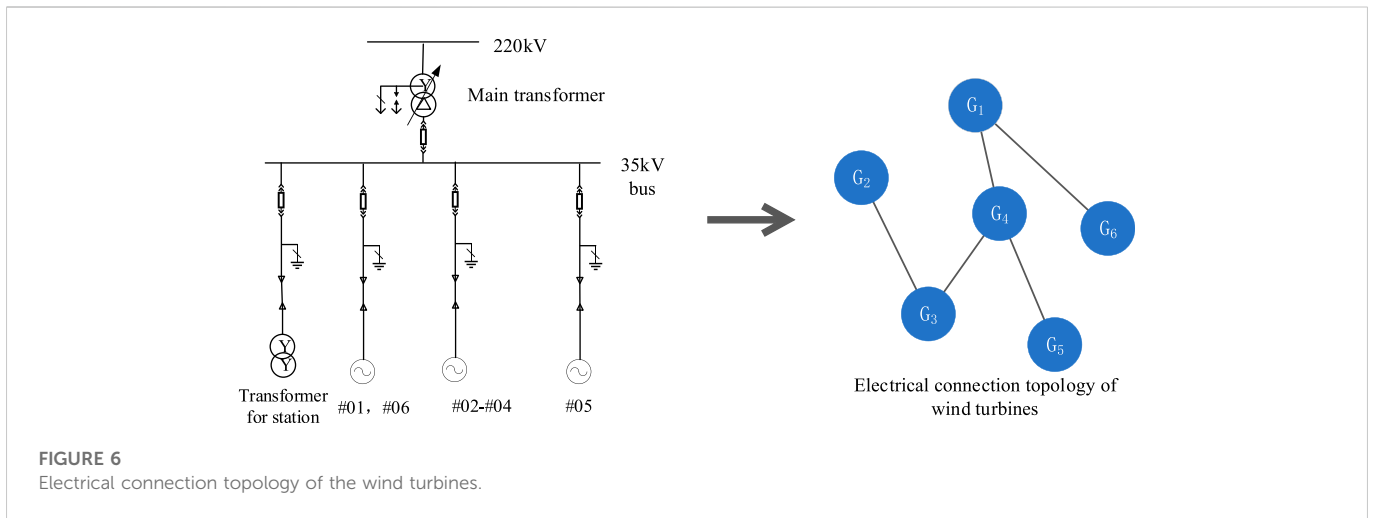 220kV
Main transformer
Y
35kV
bus
Y
Y
Transformer
for station
#01，#06
#02-#04
#05
G₁
G₂
G₄
G₆
G₃
G₅
Electrical connection topology of
wind turbines
FIGURE 6
Electrical connection topology of the wind turbines.